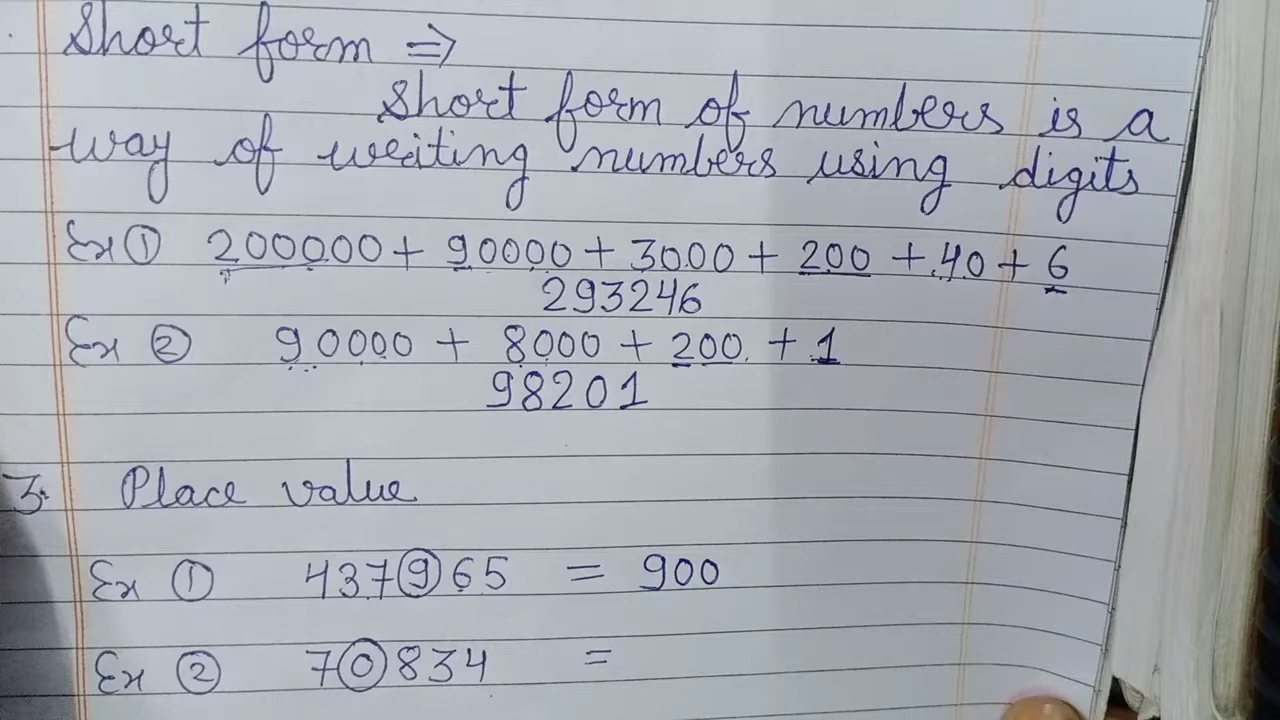 Short form ⇒
Short form of numbers is a
way of writing numbers using digits
Ex ① 200000 + 90000 + 3000 + 200 + 40 + 6
293246
Ex ② 90000 + 8000 + 200 + 1
98201
3. Place value
Ex ① 437965 = 900
Ex ② 70834 =